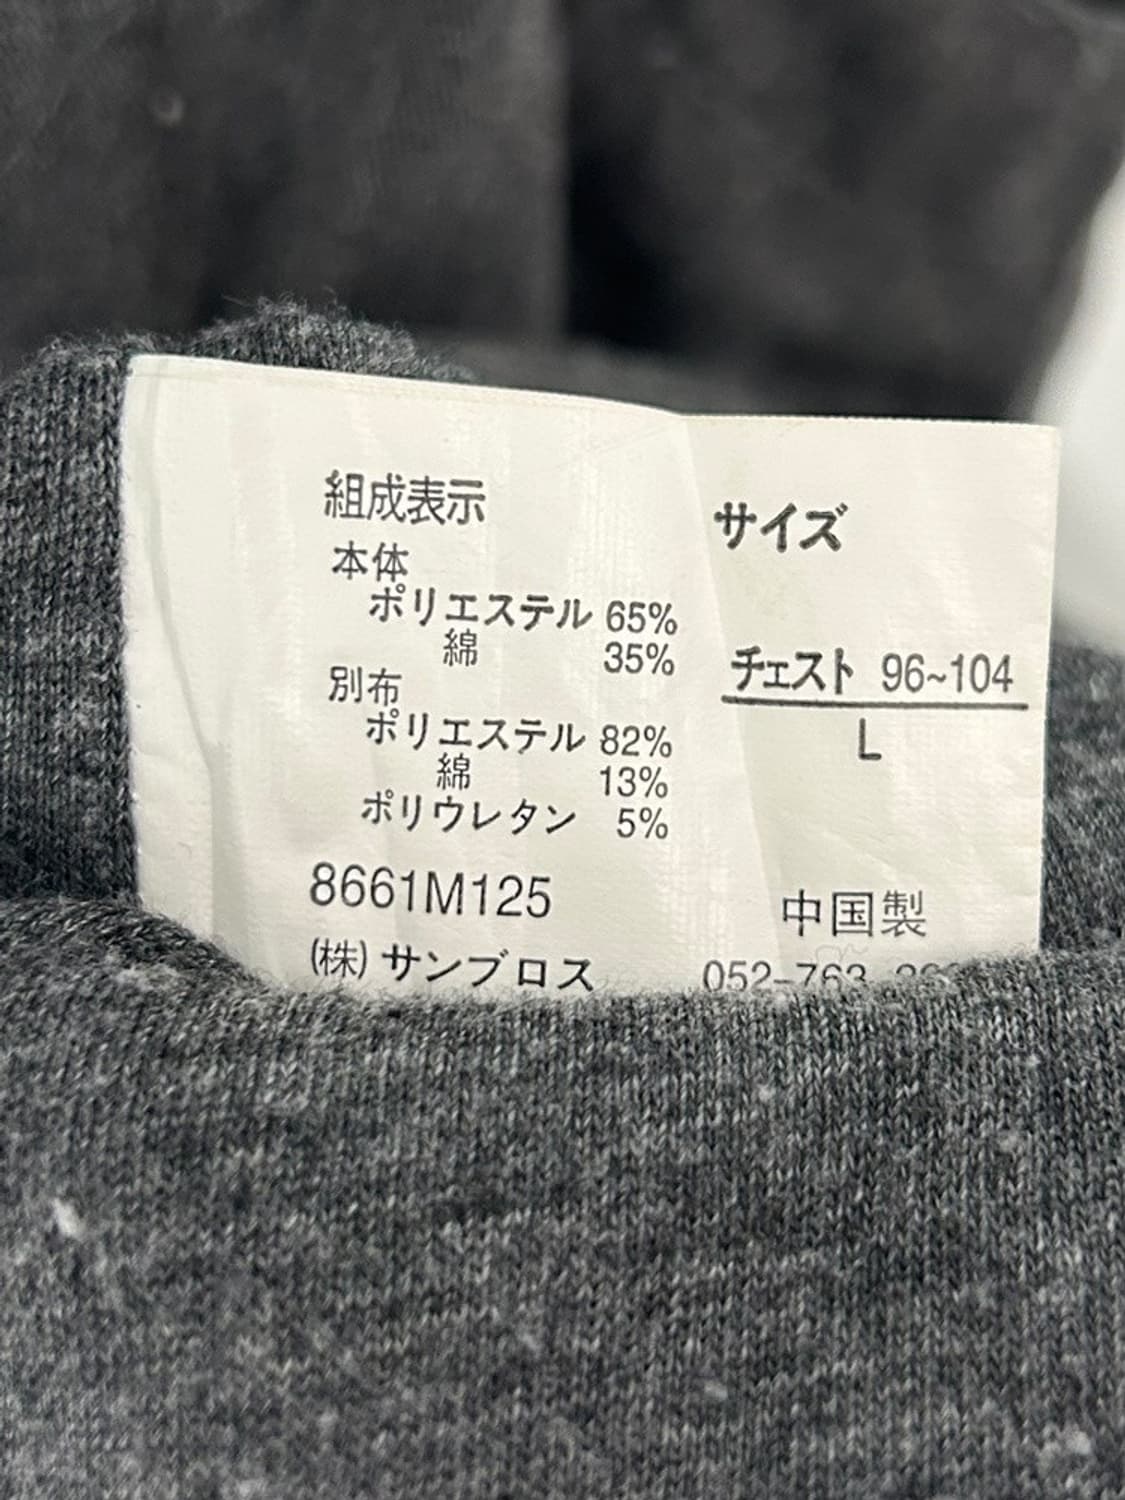 組成表示
本体
ポリエステル 65%
綿 35%
別布
ポリエステル 82%
綿 13%
ポリウレタン 5%
8661M125
(株) サンブロス
サイズ
チェスト 96~104
L
中国製
052-763